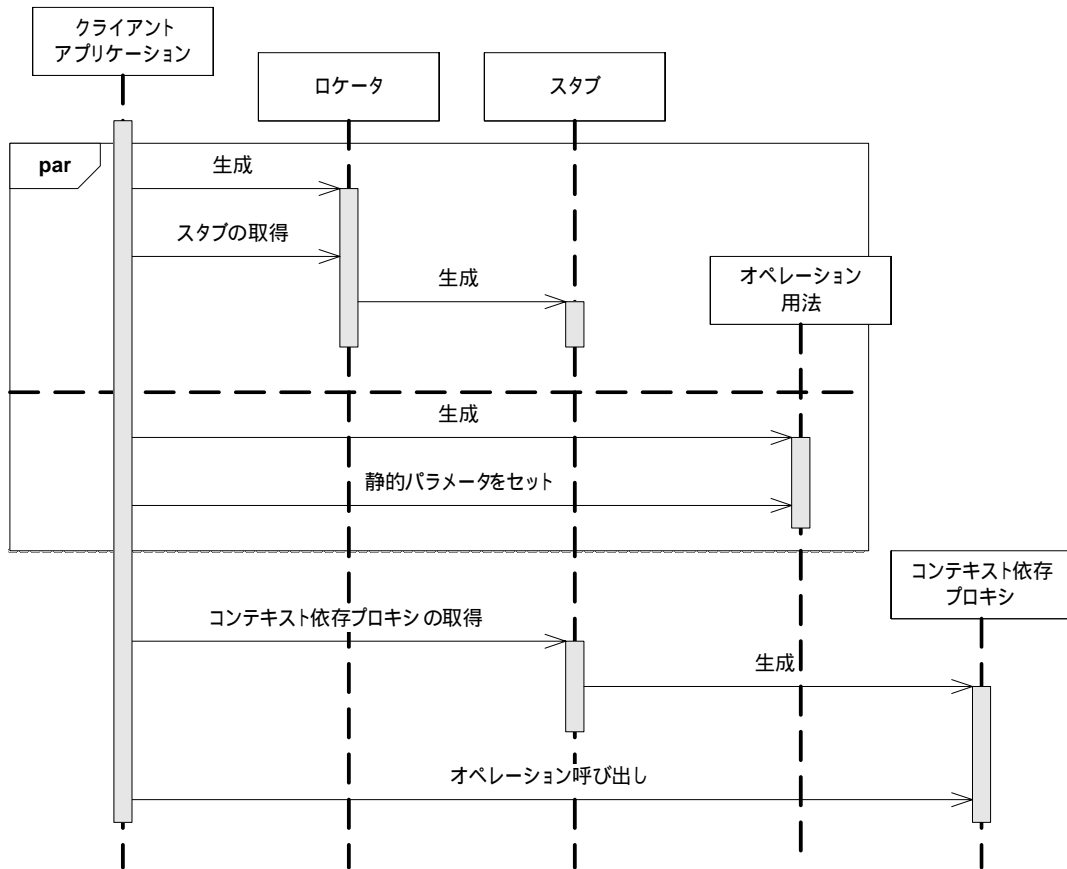 クライアント
アプリケーション
ロケータ
スタブ
par
生成
スタブの取得
生成
オペレーション
用法
生成
静的パラメータをセット
コンテキスト依存
プロキシ
コンテキスト依存プロキシの取得
生成
オペレーション呼び出し